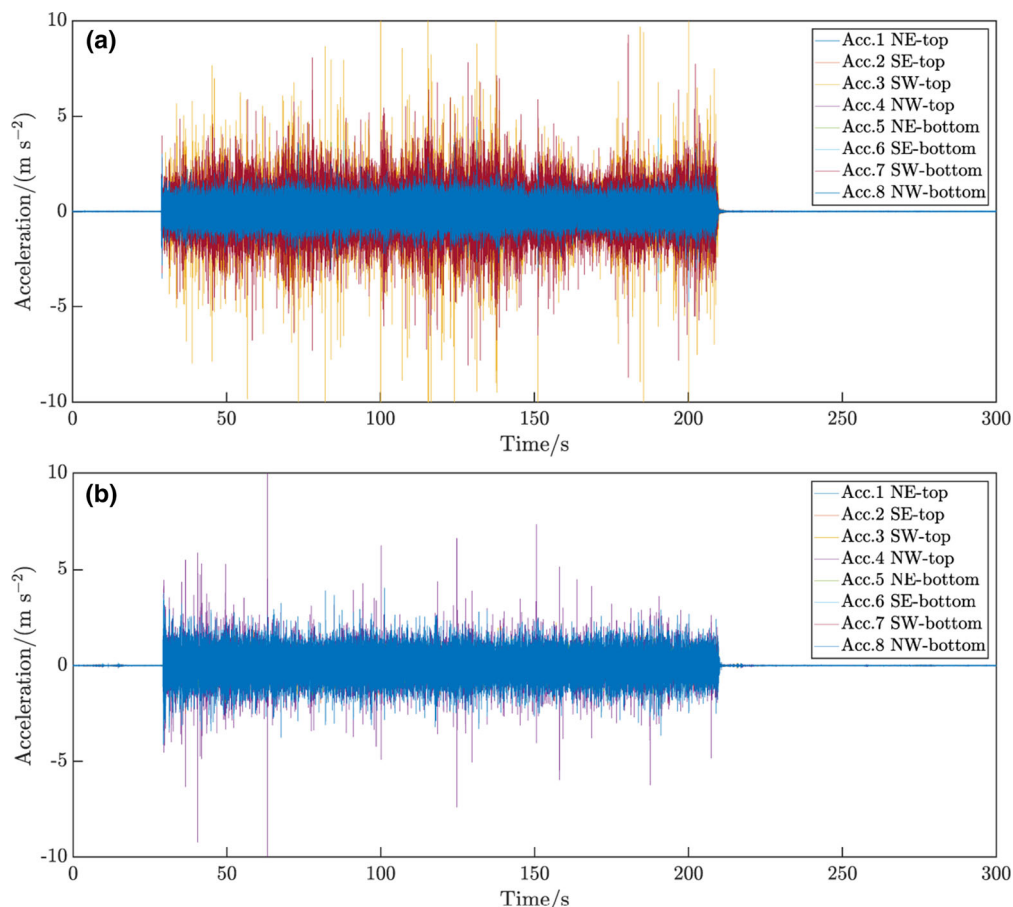 (a)
10
5
0
-5
-10
Acceleration/(m s⁻²)
Acc.1 NE-top
Acc.2 SE-top
Acc.3 SW-top
Acc.4 NW-top
Acc.5 NE-bottom
Acc.6 SE-bottom
Acc.7 SW-bottom
Acc.8 NW-bottom
0 50 100 150 200 250 300
Time/s
(b)
10
5
0
-5
-10
Acceleration/(m s⁻²)
Acc.1 NE-top
Acc.2 SE-top
Acc.3 SW-top
Acc.4 NW-top
Acc.5 NE-bottom
Acc.6 SE-bottom
Acc.7 SW-bottom
Acc.8 NW-bottom
0 50 100 150 200 250 300
Time/s